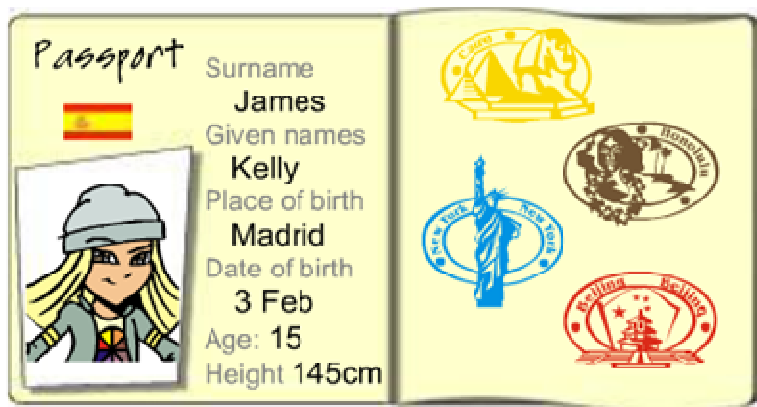 Passport
Surname
James
Given names
Kelly
Place of birth
Madrid
Date of birth
3 Feb
Age: 15
Height 145cm
Cairo
Honolulu
New York New York
Beijing Beijing